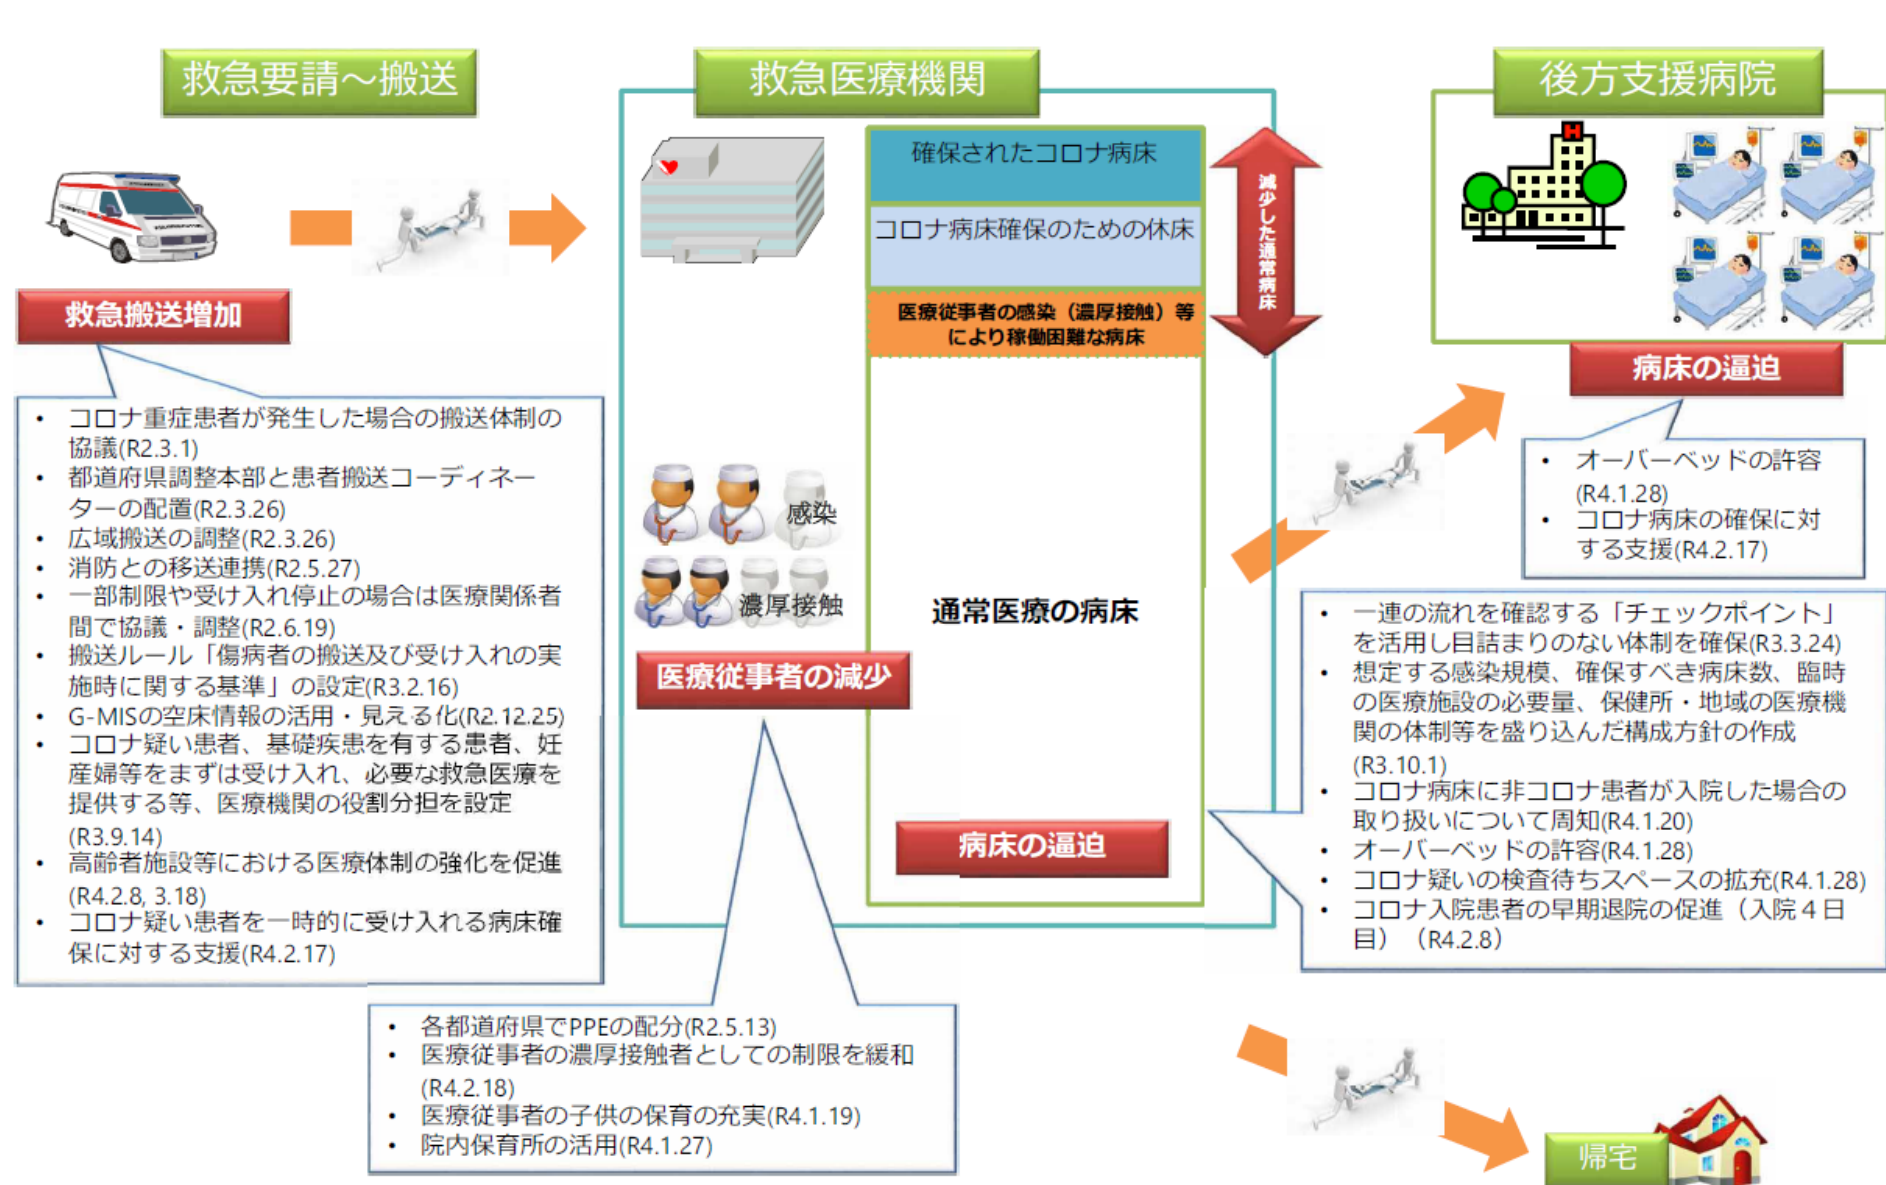 救急要請～搬送
救急搬送増加
• コロナ重症患者が発生した場合の搬送体制の
協議(R2.3.1)
• 都道府県調整本部と患者搬送コーディネー
ターの配置(R2.3.26)
• 広域搬送の調整(R2.3.26)
• 消防との移送連携(R2.5.27)
• 一部制限や受け入れ停止の場合は医療関係者
間で協議・調整(R2.6.19)
• 搬送ルール「傷病者の搬送及び受け入れの実
施時に関する基準」の設定(R3.2.16)
• G-MISの空床情報の活用・見える化(R2.12.25)
• コロナ疑い患者、基礎疾患を有する患者、妊
産婦等をまずは受け入れ、必要な救急医療を
提供する等、医療機関の役割分担を設定
(R3.9.14)
• 高齢者施設等における医療体制の強化を促進
(R4.2.8, 3.18)
• コロナ疑い患者を一時的に受け入れる病床確
保に対する支援(R4.2.17)
救急医療機関
確保されたコロナ病床
コロナ病床確保のための休床
医療従事者の感染（濃厚接触）等
により稼働困難な病床
減少した通常病床
感染
濃厚接触
通常医療の病床
医療従事者の減少
病床の逼迫
• 各都道府県でPPEの配分(R2.5.13)
• 医療従事者の濃厚接触者としての制限を緩和
(R4.2.18)
• 医療従事者の子供の保育の充実(R4.1.19)
• 院内保育所の活用(R4.1.27)
後方支援病院
H
病床の逼迫
• オーバーベッドの許容
(R4.1.28)
• コロナ病床の確保に対
する支援(R4.2.17)
• 一連の流れを確認する「チェックポイント」
を活用し目詰まりのない体制を確保(R3.3.24)
• 想定する感染規模、確保すべき病床数、臨時
の医療施設の必要量、保健所・地域の医療機
関の体制等を盛り込んだ構成方針の作成
(R3.10.1)
• コロナ病床に非コロナ患者が入院した場合の
取り扱いについて周知(R4.1.20)
• オーバーベッドの許容(R4.1.28)
• コロナ疑いの検査待ちスペースの拡充(R4.1.28)
• コロナ入院患者の早期退院の促進（入院４日
目）（R4.2.8）
帰宅